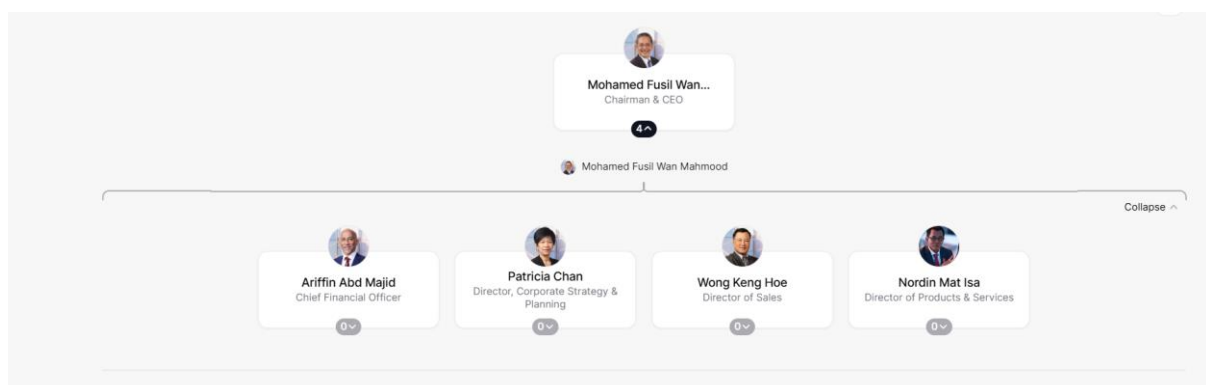 Mohamed Fusil Wan...
Chairman & CEO
4
Mohamed Fusil Wan Mahmood
Collapse
Ariffin Abd Majid
Chief Financial Officer
0
Patricia Chan
Director, Corporate Strategy &
Planning
0
Wong Keng Hoe
Director of Sales
0
Nordin Mat Isa
Director of Products & Services
0